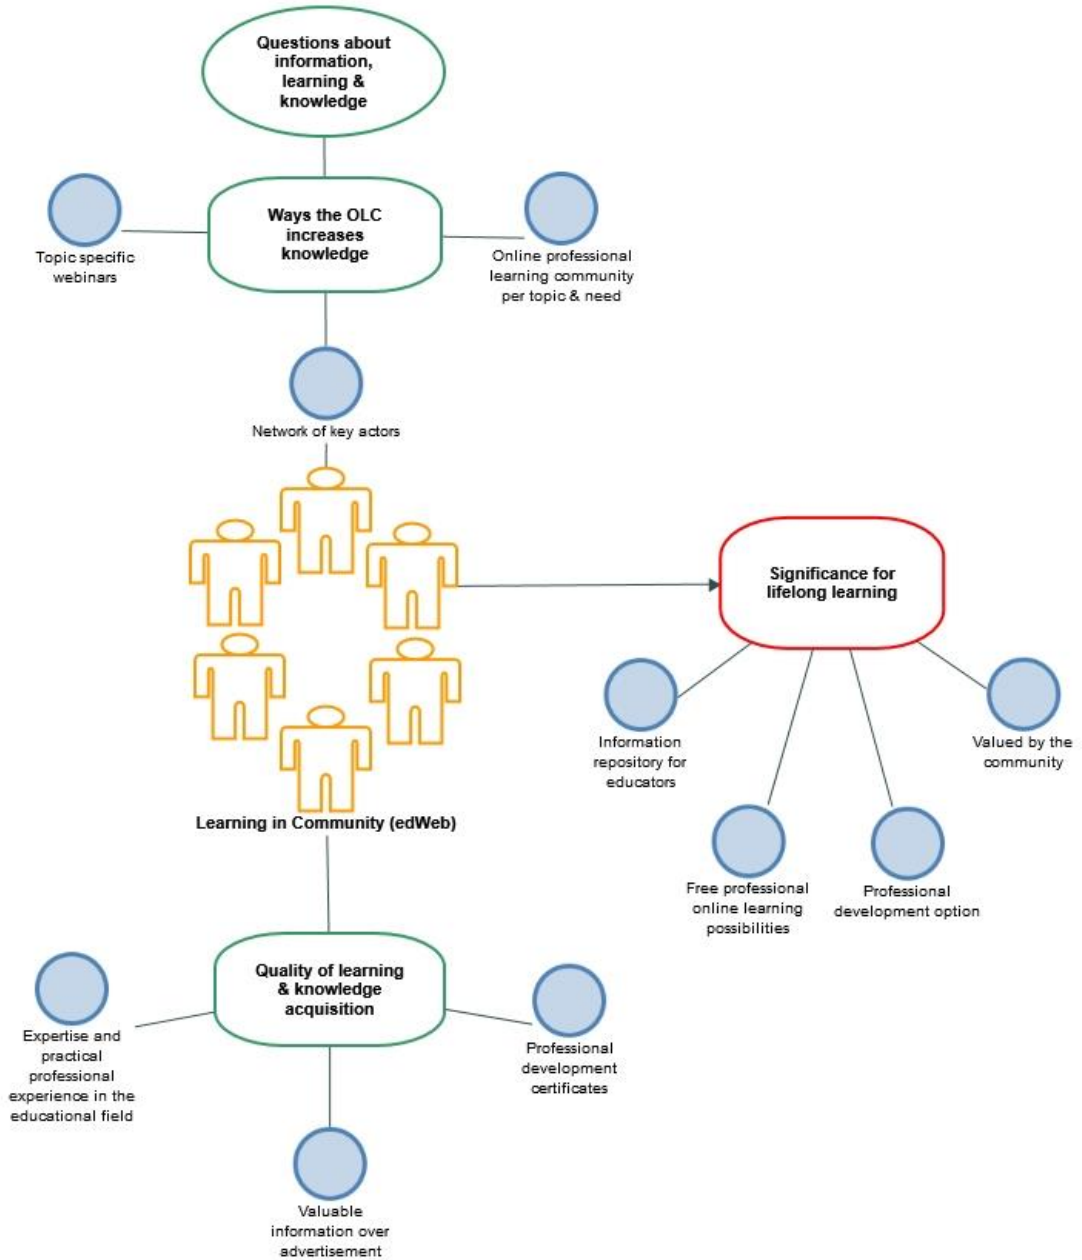 Questions about
information,
learning &
knowledge
Ways the OLC
increases
knowledge
Topic specific
webinars
Online professional
learning community
per topic & need
Network of key actors
Significance for
lifelong learning
Information
repository for
educators
Valued by the
community
Free professional
online learning
possibilities
Professional
development option
Learning in Community (edWeb)
Quality of learning
& knowledge
acquisition
Expertise and
practical
professional
experience in the
educational field
Professional
development
certificates
Valuable
information over
advertisement